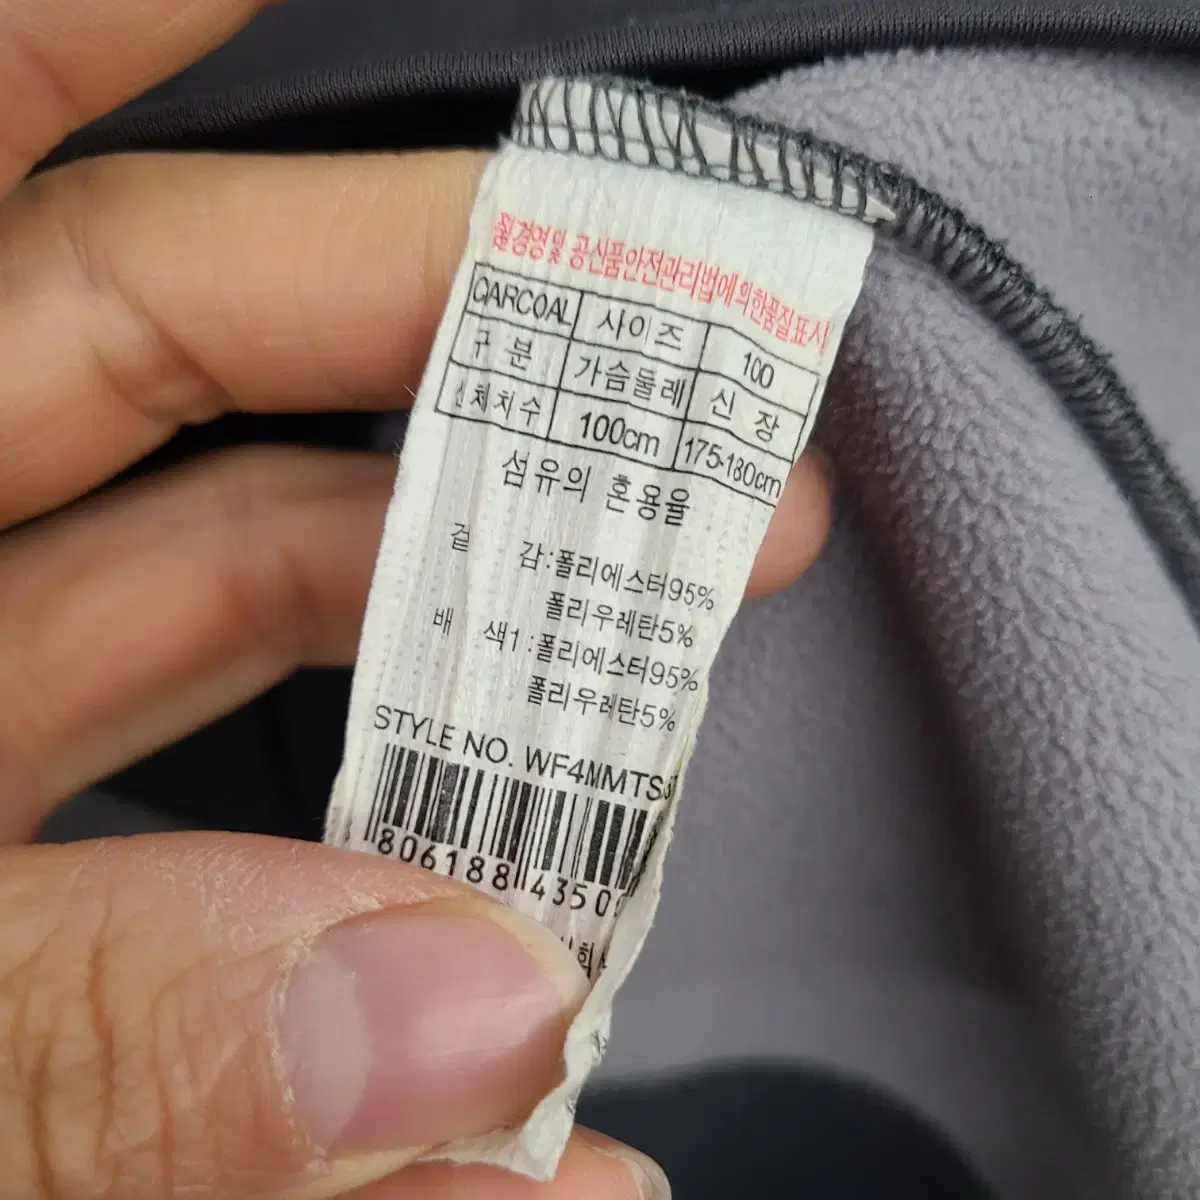 품경영및 공산품안전관리법에 의한품질표시
CHARCOAL 사이즈 100
구 분 가슴둘레 신 장
신체치수 100cm 175-180cm
섬유의 혼용율
겉 감:폴리에스터95%
폴리우레탄5%
배 색1:폴리에스터95%
폴리우레탄5%
STYLE NO. WF4MMTS
806188 4350